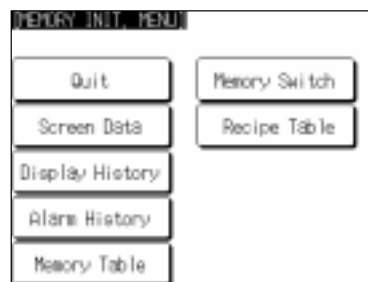 [MEMORY INIT. MENU]
Quit
Memory Switch
Screen Data
Recipe Table
Display History
Alarm History
Memory Table